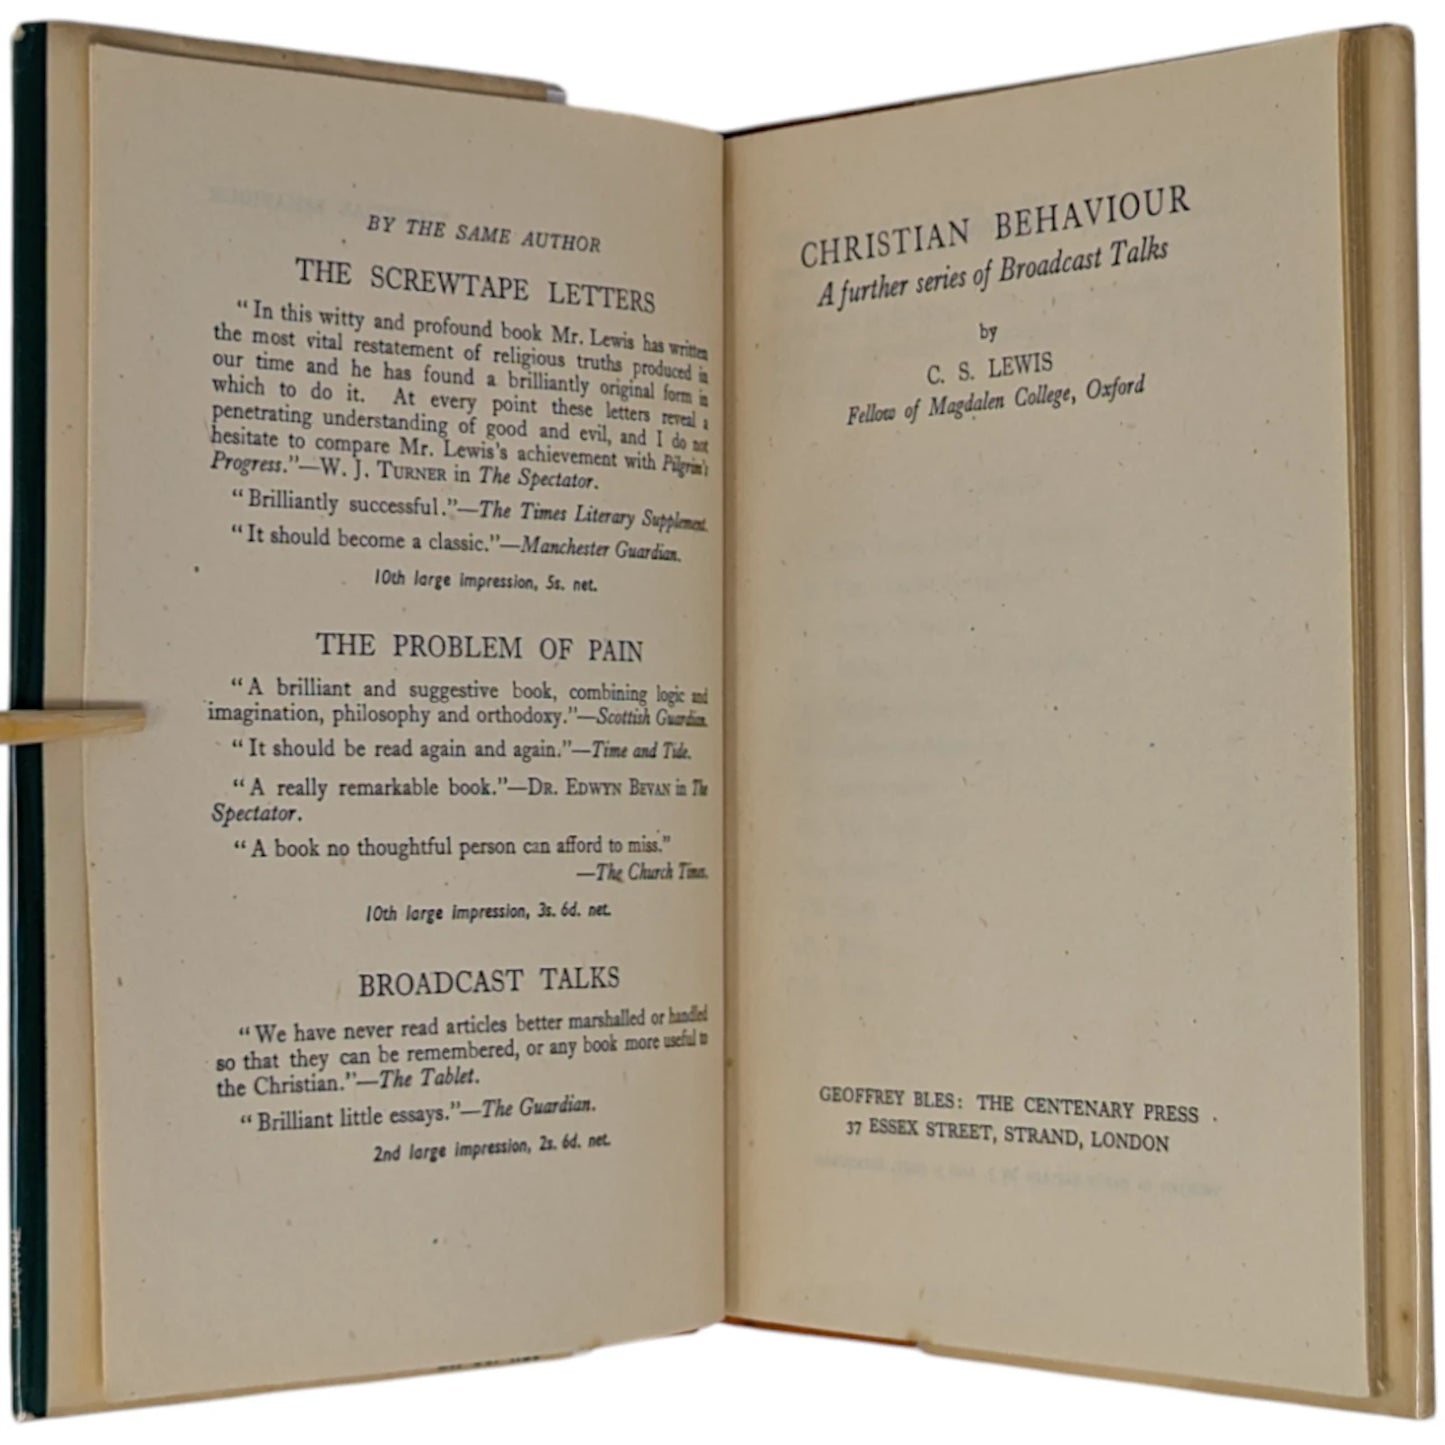 BY THE SAME AUTHOR
THE SCREWTAPE LETTERS
“In this witty and profound book Mr. Lewis has written
the most vital restatement of religious truths produced in
our time and he has found a brilliantly original form in
which to do it. At every point these letters reveal a
penetrating understanding of good and evil, and I do not
hesitate to compare Mr. Lewis's achievement with Pilgrim's
Progress.”—W. J. TURNER in The Spectator.
“Brilliantly successful.”—The Times Literary Supplement.
“It should become a classic.”—Manchester Guardian.
10th large impression, 5s. net.
THE PROBLEM OF PAIN
“A brilliant and suggestive book, combining logic and
imagination, philosophy and orthodoxy.”—Scottish Guardian.
“It should be read again and again.”—Time and Tide.
“A really remarkable book.”—DR. EDWYN BEVAN in The
Spectator.
“A book no thoughtful person can afford to miss.”
—The Church Times.
10th large impression, 3s. 6d. net.
BROADCAST TALKS
“We have never read articles better marshalled or handled
so that they can be remembered, or any book more useful to
the Christian.”—The Tablet.
“Brilliant little essays.”—The Guardian.
2nd large impression, 2s. 6d. net.
CHRISTIAN BEHAVIOUR
A further series of Broadcast Talks
by
C. S. LEWIS
Fellow of Magdalen College, Oxford
GEOFFREY BLES: THE CENTENARY PRESS
37 ESSEX STREET, STRAND, LONDON